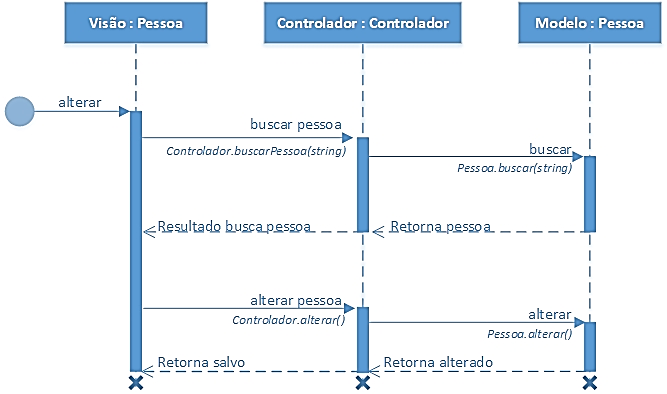 Visão : Pessoa
Controlador : Controlador
Modelo : Pessoa
alterar
buscar pessoa
Controlador.buscarPessoa(string)
buscar
Pessoa.buscar(string)
Resultado busca pessoa
Retorna pessoa
alterar pessoa
Controlador.alterar()
alterar
Pessoa.alterar()
Retorna salvo
Retorna alterado